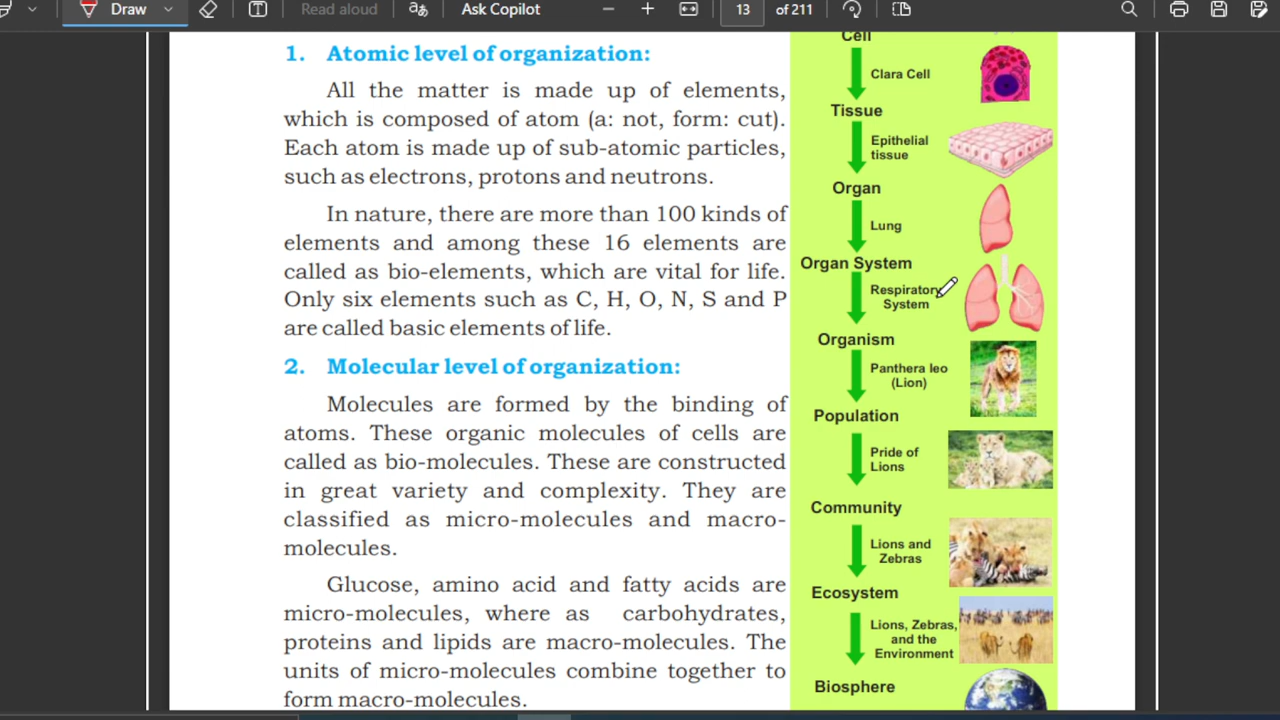 Draw
Read aloud
Ask Copilot
13
of 211
1. Atomic level of organization:
All the matter is made up of elements,
which is composed of atom (a: not, form: cut).
Each atom is made up of sub-atomic particles,
such as electrons, protons and neutrons.
In nature, there are more than 100 kinds of
elements and among these 16 elements are
called as bio-elements, which are vital for life.
Only six elements such as C, H, O, N, S and P
are called basic elements of life.
2. Molecular level of organization:
Molecules are formed by the binding of
atoms. These organic molecules of cells are
called as bio-molecules. These are constructed
in great variety and complexity. They are
classified as micro-molecules and macro-
molecules.
Glucose, amino acid and fatty acids are
micro-molecules, where as carbohydrates,
proteins and lipids are macro-molecules. The
units of micro-molecules combine together to
form macro-molecules.
Cell
Clara Cell
Tissue
Epithelial
tissue
Organ
Lung
Organ System
Respiratory
System
Organism
Panthera leo
(Lion)
Population
Pride of
Lions
Community
Lions and
Zebras
Ecosystem
Lions, Zebras,
and the
Environment
Biosphere